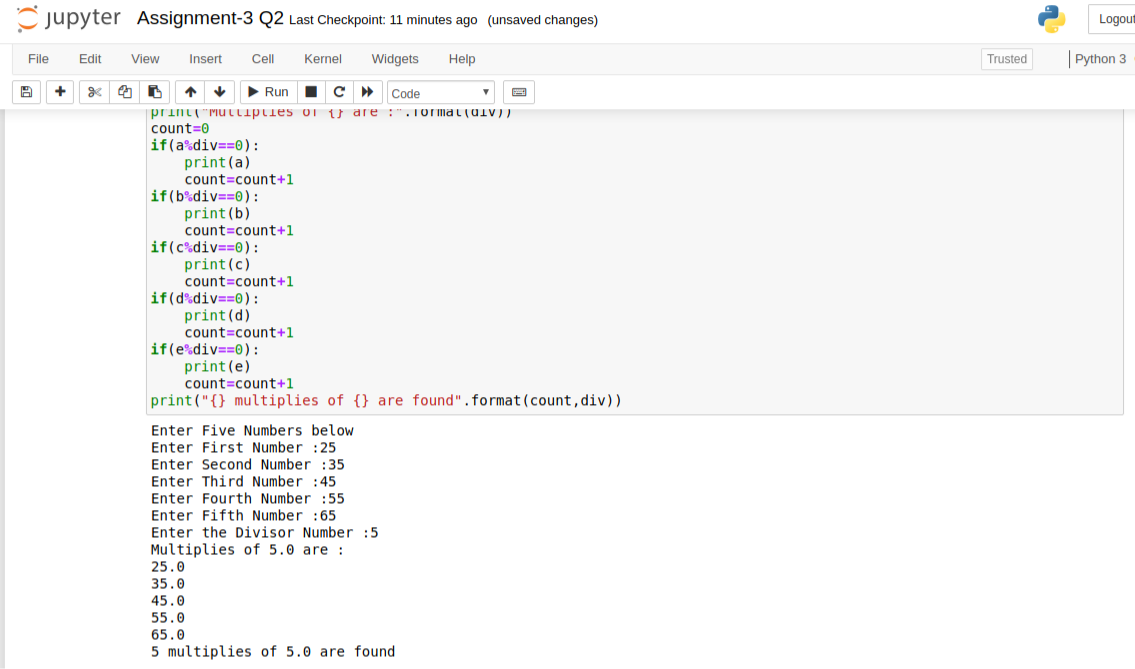 jupyter Assignment-3 Q2 Last Checkpoint: 11 minutes ago (unsaved changes)
Logout
File Edit View Insert Cell Kernel Widgets Help Trusted Python 3
Run Code
print("Multiplies of {} are :".format(div))
count=0
if(a%div==0):
    print(a)
    count=count+1
if(b%div==0):
    print(b)
    count=count+1
if(c%div==0):
    print(c)
    count=count+1
if(d%div==0):
    print(d)
    count=count+1
if(e%div==0):
    print(e)
    count=count+1
print("{} multiplies of {} are found".format(count,div))
Enter Five Numbers below
Enter First Number :25
Enter Second Number :35
Enter Third Number :45
Enter Fourth Number :55
Enter Fifth Number :65
Enter the Divisor Number :5
Multiplies of 5.0 are :
25.0
35.0
45.0
55.0
65.0
5 multiplies of 5.0 are found